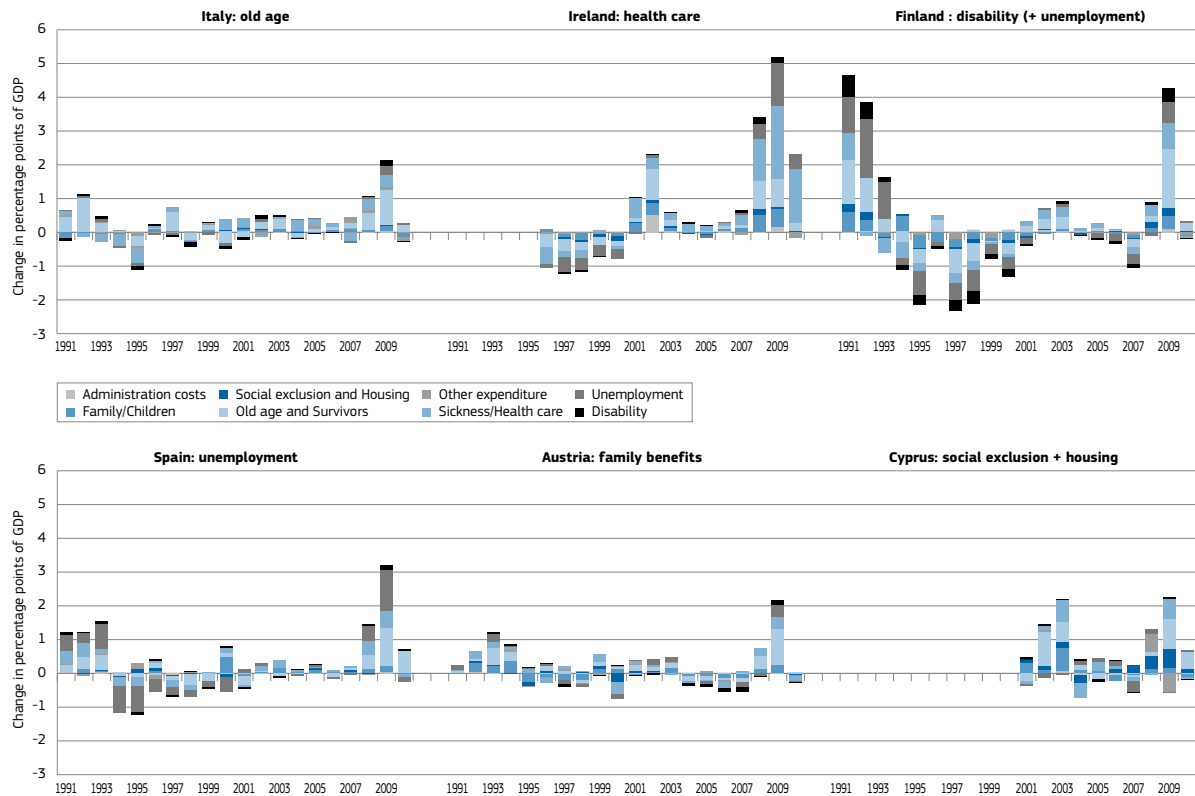 Italy: old age
Ireland: health care
Finland : disability (+ unemployment)
Change in percentage points of GDP
6
5
4
3
2
1
0
-1
-2
-3
1991 1993 1995 1997 1999 2001 2003 2005 2007 2009
1991 1993 1995 1997 1999 2001 2003 2005 2007 2009
1991 1993 1995 1997 1999 2001 2003 2005 2007 2009
Administration costs Social exclusion and Housing Other expenditure Unemployment
Family/Children Old age and Survivors Sickness/Health care Disability
Spain: unemployment
Austria: family benefits
Cyprus: social exclusion + housing
Change in percentage points of GDP
6
5
4
3
2
1
0
-1
-2
-3
1991 1993 1995 1997 1999 2001 2003 2005 2007 2009
1991 1993 1995 1997 1999 2001 2003 2005 2007 2009
1991 1993 1995 1997 1999 2001 2003 2005 2007 2009